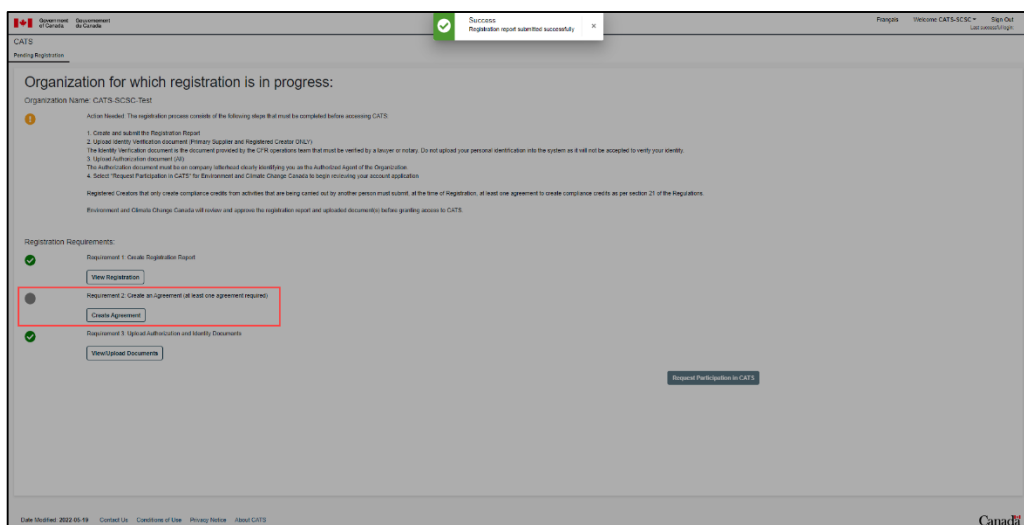 Government of Canada
Gouvernement du Canada
Success
Registration report submitted successfully.
×
Français
Welcome CATS-SCSC
Sign Out
Last successful login:
CATS
Pending Registration
Organization for which registration is in progress:
Organization Name: CATS-SCSC-Test
Action Needed. The registration process consists of the following steps that must be completed before accessing CATS:
1. Create and submit the Registration Report
2. Upload Identity Verification document (Primary Supplier and Registered Creator ONLY)
The Identity Verification document is the document provided by the CFR operations team that must be verified by a lawyer or notary. Do not upload your personal identification into the system as it will not be accepted to verify your identity.
3. Upload Authorization document (All)
The Authorization document must be on company letterhead clearly identifying you as the Authorized Agent of the Organization.
4. Select "Request Participation in CATS" for Environment and Climate Change Canada to begin reviewing your account application
Registered Creators that only create compliance credits from activities that are being carried out by another person must submit, at the time of Registration, at least one agreement to create compliance credits as per section 21 of the Regulations.
Environment and Climate Change Canada will review and approve the registration report and uploaded document(s) before granting access to CATS.
Registration Requirements:
Requirement 1: Create Registration Report
View Registration
Requirement 2: Create an Agreement (at least one agreement required)
Create Agreement
Requirement 3: Upload Authorization and Identity Documents
View/Upload Documents
Request Participation in CATS
Date Modified: 2022-05-19
Contact Us
Conditions of Use
Privacy Notice
About CATS
Canada